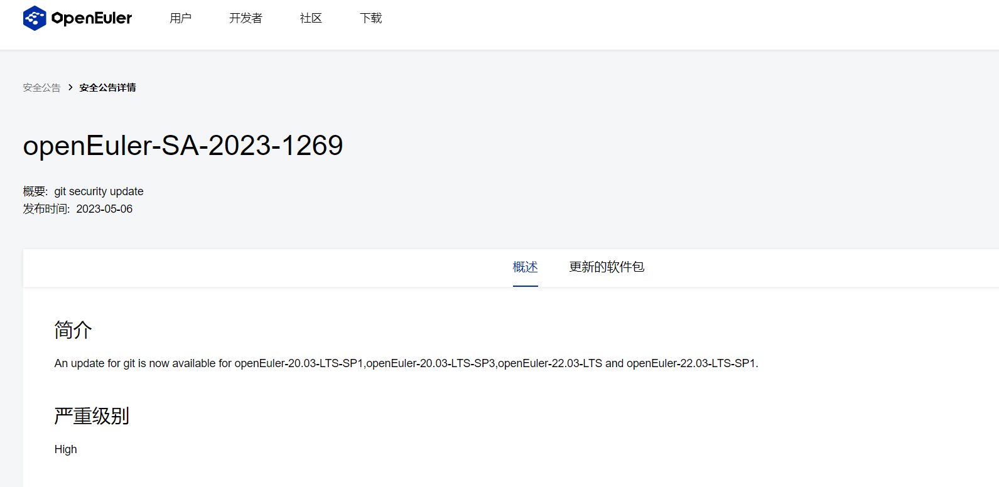 OpenEuler 用户 开发者 社区 下载
安全公告 > 安全公告详情
openEuler-SA-2023-1269
概要: git security update
发布时间: 2023-05-06
概述 更新的软件包
简介
An update for git is now available for openEuler-20.03-LTS-SP1,openEuler-20.03-LTS-SP3,openEuler-22.03-LTS and openEuler-22.03-LTS-SP1.
严重级别
High